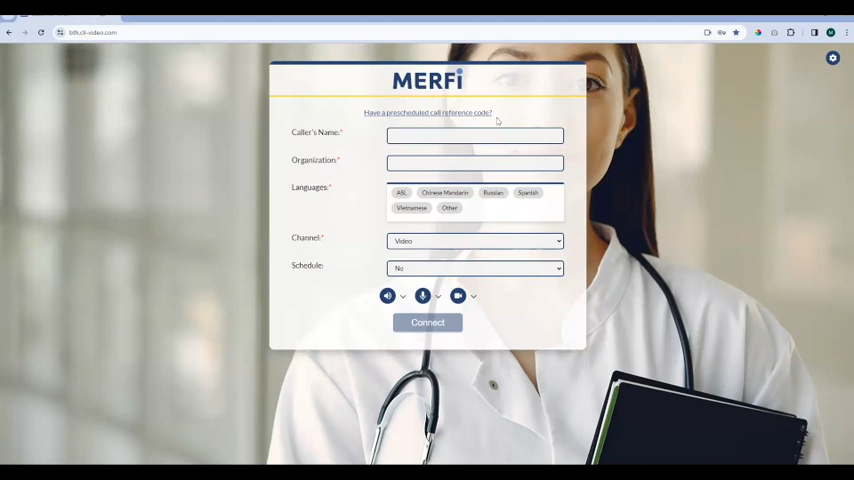 bth.cli-video.com
MERFi
Have a prescheduled call reference code?
Caller's Name:*
Organization:*
Languages:*
ASL Chinese Mandarin Russian Spanish
Vietnamese Other
Channel:* Video
Schedule: No
Connect